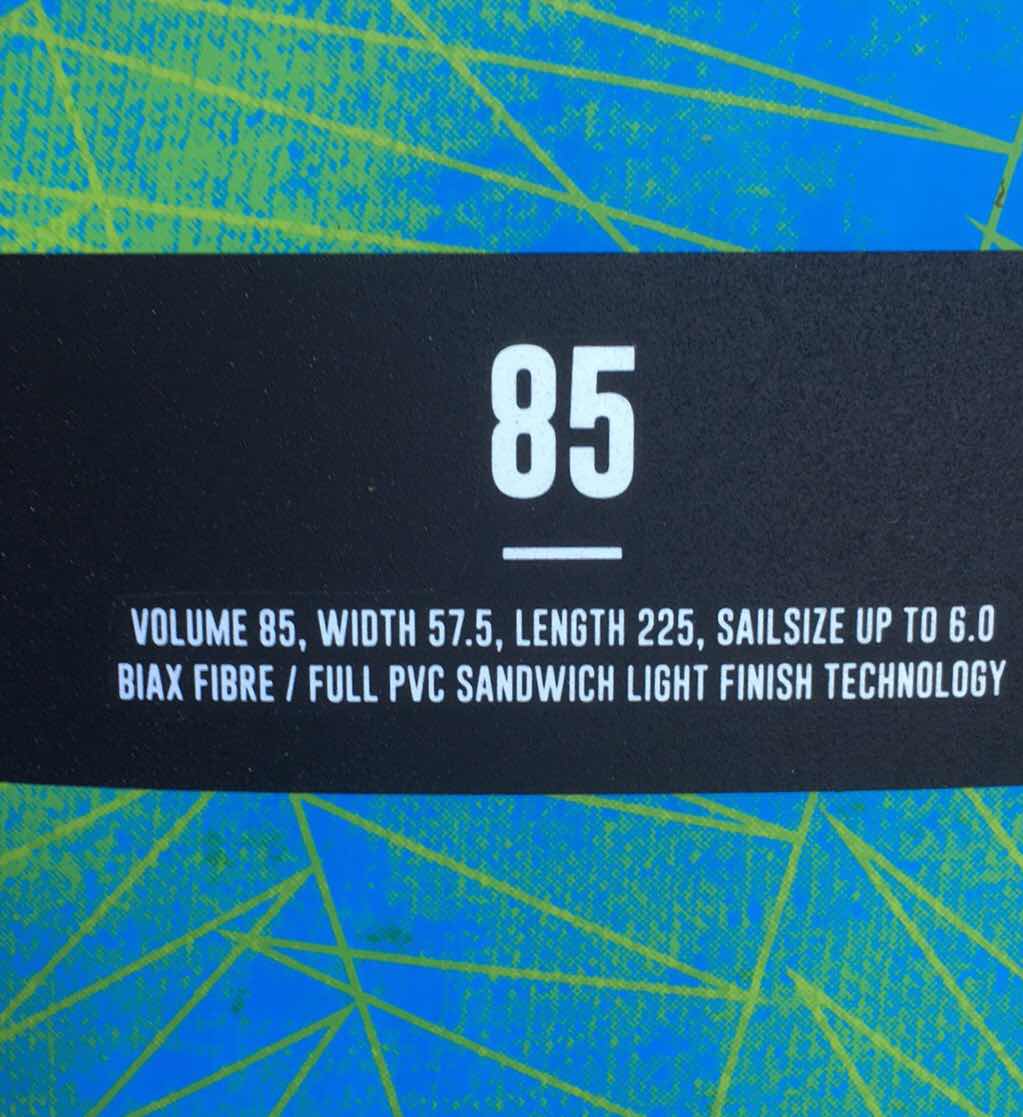 85
VOLUME 85, WIDTH 57.5, LENGTH 225, SAILSIZE UP TO 6.0
BIAX FIBRE / FULL PVC SANDWICH LIGHT FINISH TECHNOLOGY